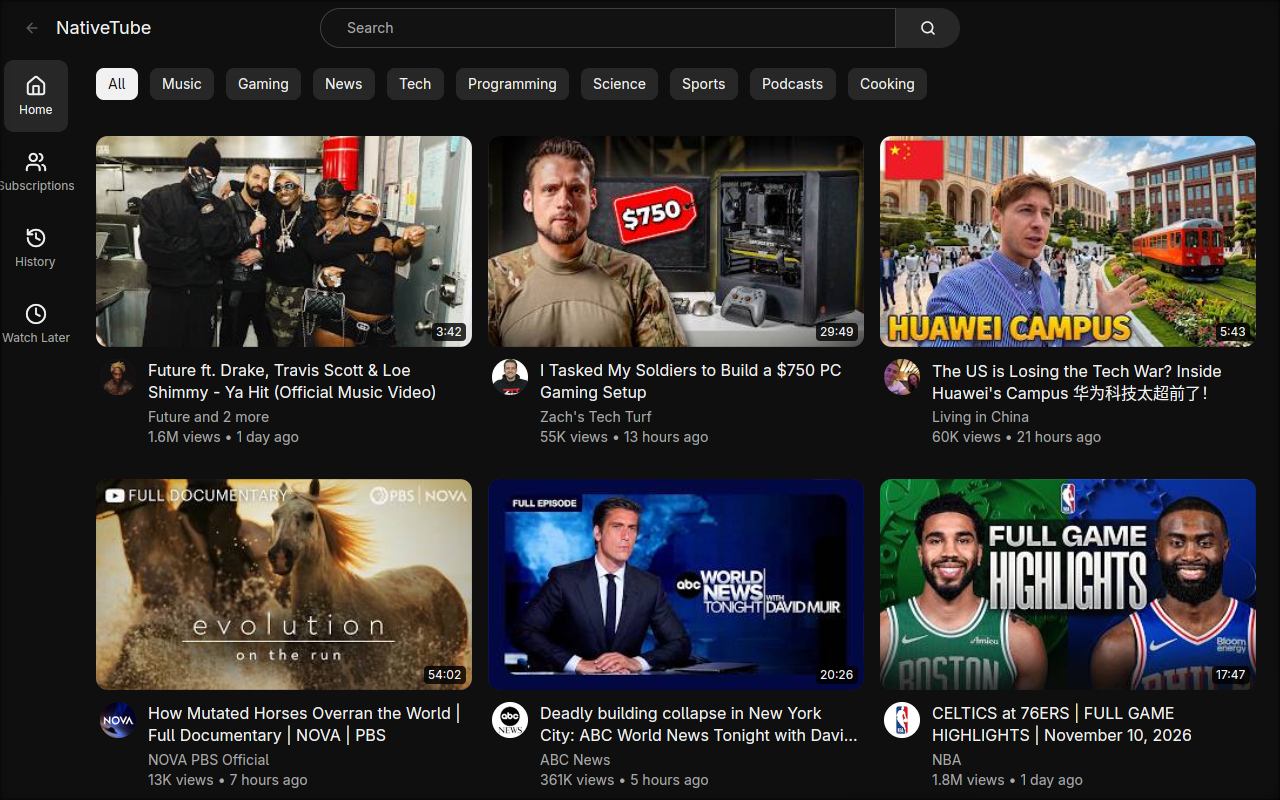 NativeTube
Search
Home
Subscriptions
History
Watch Later
All
Music
Gaming
News
Tech
Programming
Science
Sports
Podcasts
Cooking
3:42
Future ft. Drake, Travis Scott & Loe
Shimmy - Ya Hit (Official Music Video)
Future and 2 more
1.6M views • 1 day ago
$750
29:49
I Tasked My Soldiers to Build a $750 PC
Gaming Setup
Zach's Tech Turf
55K views • 13 hours ago
HUAWEI CAMPUS
5:43
The US is Losing the Tech War? Inside
Huawei's Campus 华为科技太超前了！
Living in China
60K views • 21 hours ago
FULL DOCUMENTARY
PBS | NOVA
evolution
on the run
54:02
NOVA
How Mutated Horses Overran the World |
Full Documentary | NOVA | PBS
NOVA PBS Official
13K views • 7 hours ago
FULL EPISODE
abc
WORLD
NEWS
TONIGHT
WITH
DAVID MUIR
20:26
abc
NEWS
Deadly building collapse in New York
City: ABC World News Tonight with Davi...
ABC News
361K views • 5 hours ago
FULL GAME
HIGHLIGHTS
Amica
BOSTON
Bloom
energy
PHIL
17:47
CELTICS at 76ERS | FULL GAME
HIGHLIGHTS | November 10, 2026
NBA
1.8M views • 1 day ago